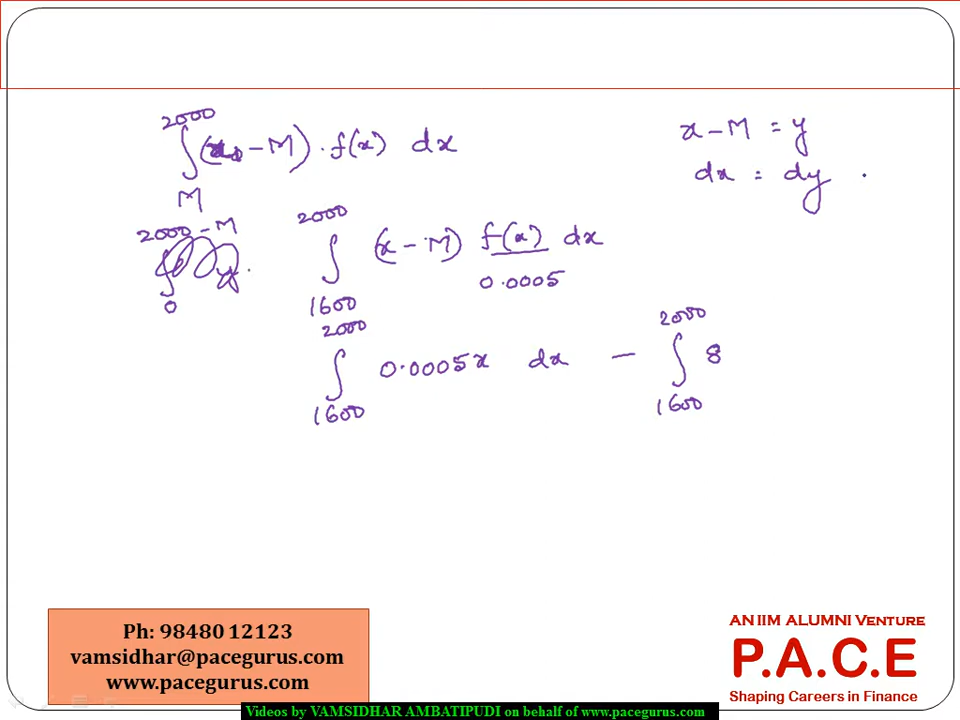 2000
∫ (x - M) . f(x) dx
M
x - M = y
dx = dy
2000 - M
∫
0
2000
∫ (x - M) f(x) dx
1600
0.0005
2000
∫ 0.0005x dx - 
1600
2000
∫ 8
1600
Ph: 98480 12123
vamsidhar@pacegurus.com
www.pacegurus.com
AN IIM ALUMNI VENTURE
P.A.C.E
Shaping Careers in Finance
Videos by VAMSIDHAR AMBATIPUDI on behalf of www.pacegurus.com